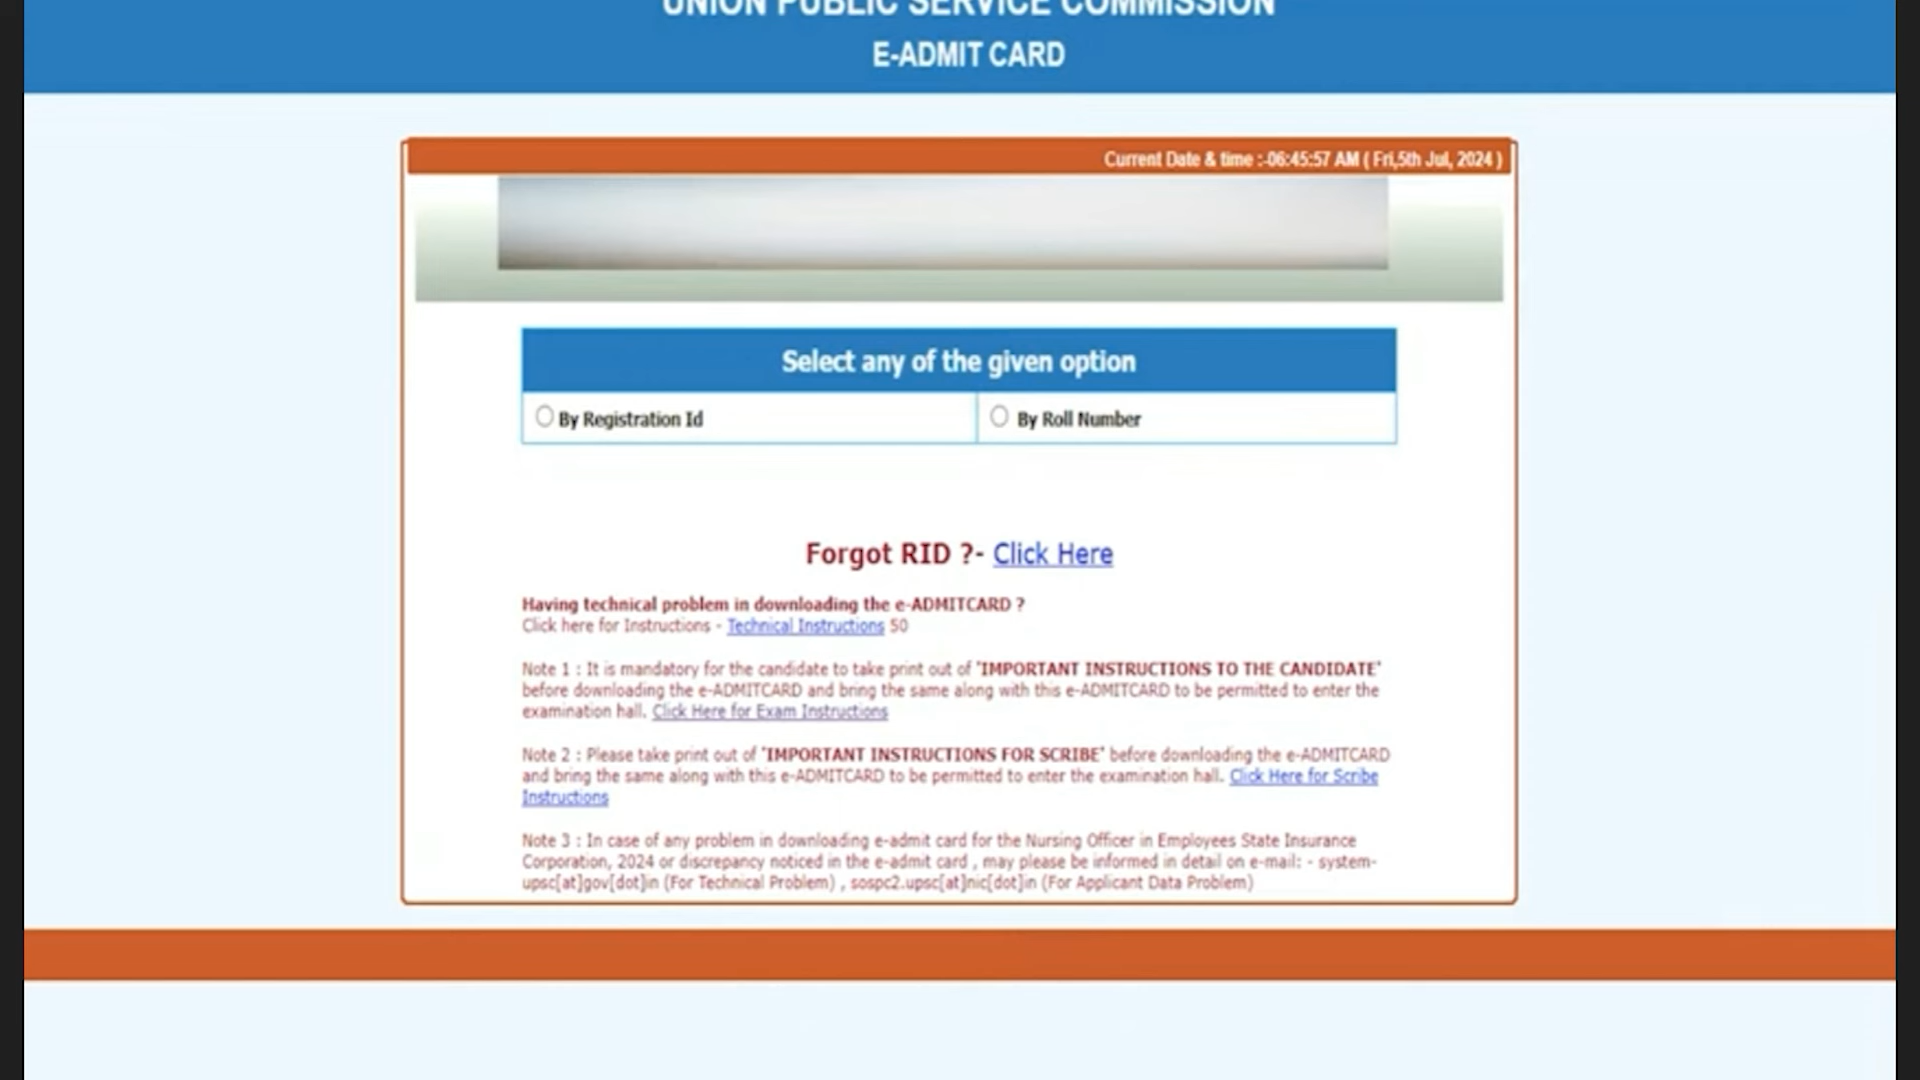 UNION PUBLIC SERVICE COMMISSION
E-ADMIT CARD
Current Date & time :-06:45:57 AM ( Fri,5th Jul, 2024 )
Select any of the given option
By Registration Id
By Roll Number
Forgot RID ?- Click Here
Having technical problem in downloading the e-ADMITCARD ?
Click here for Instructions - Technical Instructions 50
Note 1 : It is mandatory for the candidate to take print out of "IMPORTANT INSTRUCTIONS TO THE CANDIDATE"
before downloading the e-ADMITCARD and bring the same along with this e-ADMITCARD to be permitted to enter the
examination hall. Click Here for Exam Instructions
Note 2 : Please take print out of "IMPORTANT INSTRUCTIONS FOR SCRIBE" before downloading the e-ADMITCARD
and bring the same along with this e-ADMITCARD to be permitted to enter the examination hall. Click Here for Scribe
Instructions
Note 3 : In case of any problem in downloading e-admit card for the Nursing Officer in Employees State Insurance
Corporation, 2024 or discrepancy noticed in the e-admit card , may please be informed in detail on e-mail: - system-
upsc[at]gov[dot]in (For Technical Problem) , sospc2.upsc[at]nic[dot]in (For Applicant Data Problem)